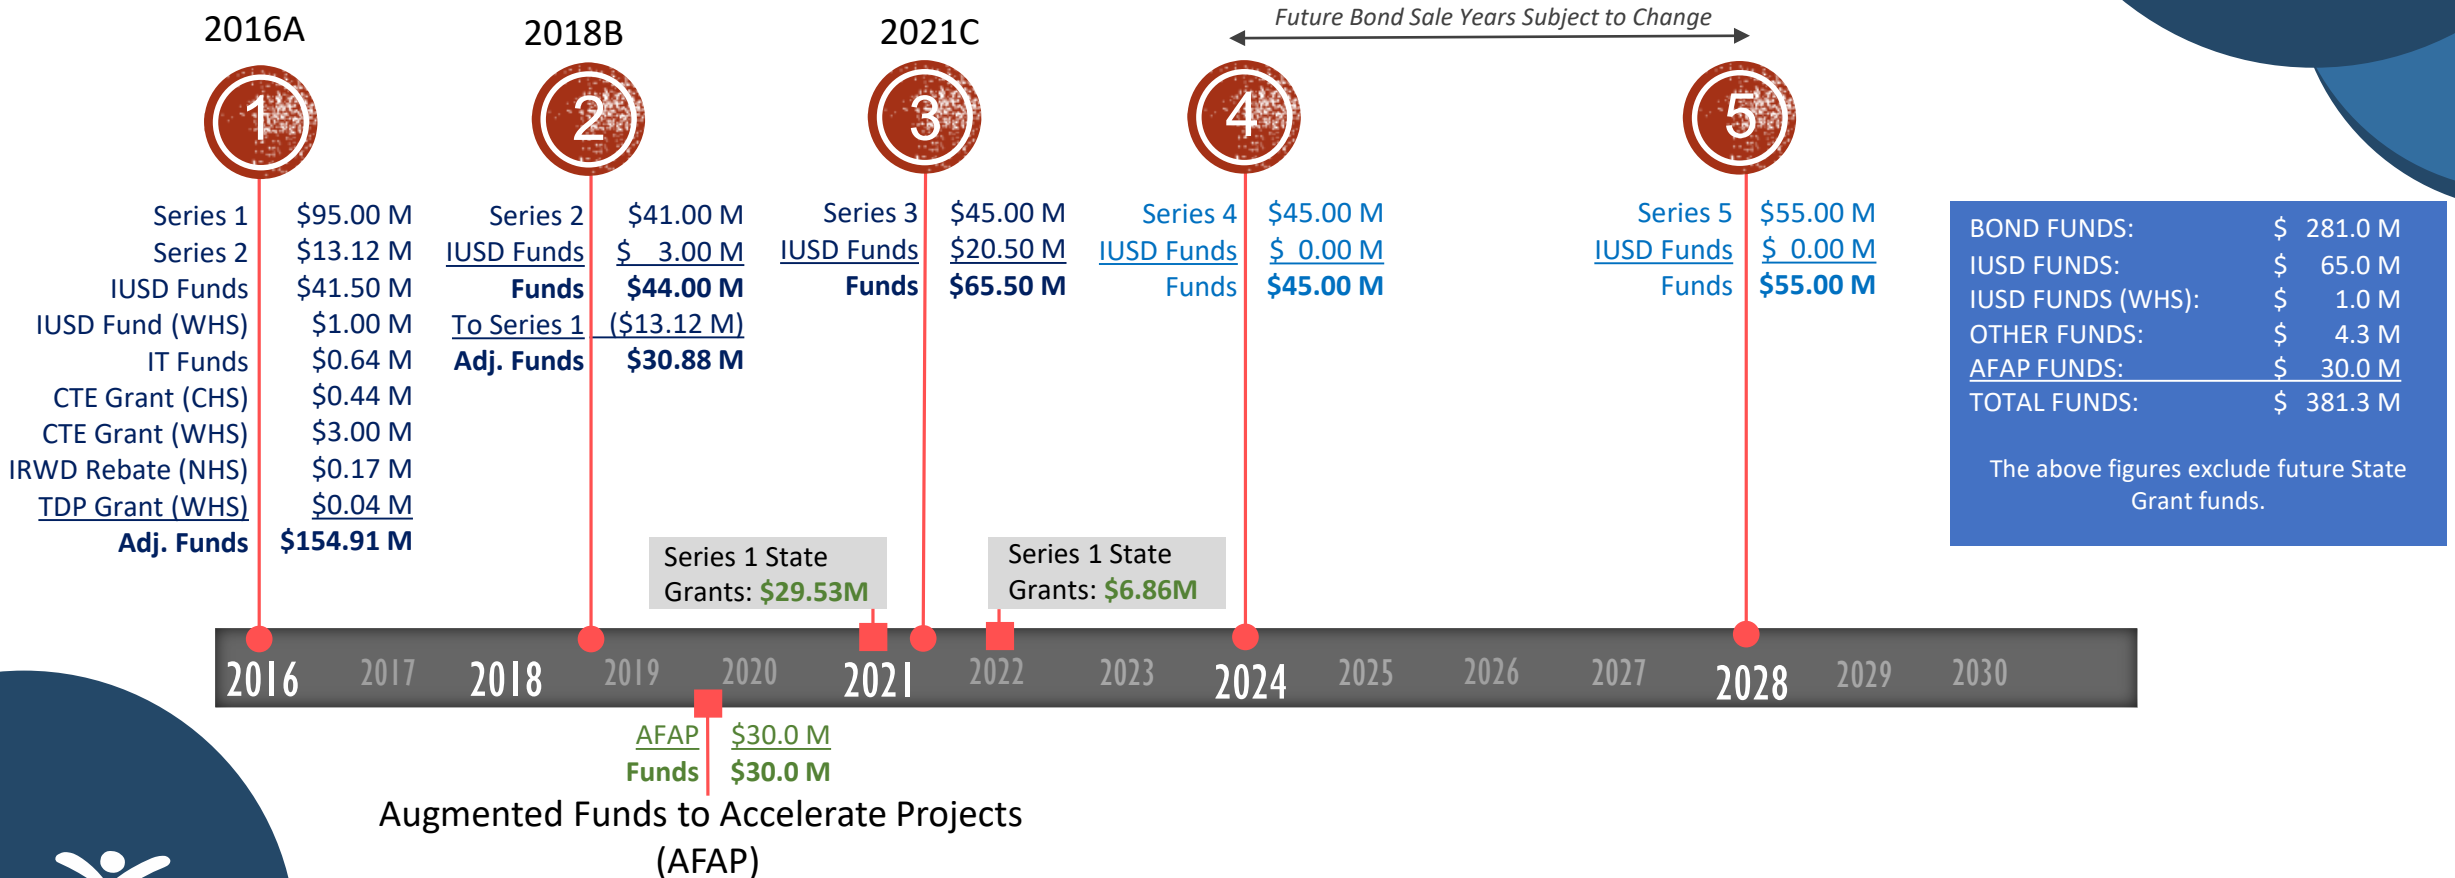 2016A
2018B
2021C
Future Bond Sale Years Subject to Change
1
2
3
4
5
Series 1 $95.00 M
Series 2 $13.12 M
IUSD Funds $41.50 M
IUSD Fund (WHS) $1.00 M
IT Funds $0.64 M
CTE Grant (CHS) $0.44 M
CTE Grant (WHS) $3.00 M
IRWD Rebate (NHS) $0.17 M
TDP Grant (WHS) $0.04 M
Adj. Funds $154.91 M
Series 2 $41.00 M
IUSD Funds $ 3.00 M
Funds $44.00 M
To Series 1 ($13.12 M)
Adj. Funds $30.88 M
Series 3 $45.00 M
IUSD Funds $20.50 M
Funds $65.50 M
Series 4 $45.00 M
IUSD Funds $ 0.00 M
Funds $45.00 M
Series 5 $55.00 M
IUSD Funds $ 0.00 M
Funds $55.00 M
BOND FUNDS: $ 281.0 M
IUSD FUNDS: $ 65.0 M
IUSD FUNDS (WHS): $ 1.0 M
OTHER FUNDS: $ 4.3 M
AFAP FUNDS: $ 30.0 M
TOTAL FUNDS: $ 381.3 M
The above figures exclude future State
Grant funds.
Series 1 State
Grants: $29.53M
Series 1 State
Grants: $6.86M
2016 2017 2018 2019 2020 2021 2022 2023 2024 2025 2026 2027 2028 2029 2030
AFAP $30.0 M
Funds $30.0 M
Augmented Funds to Accelerate Projects
(AFAP)